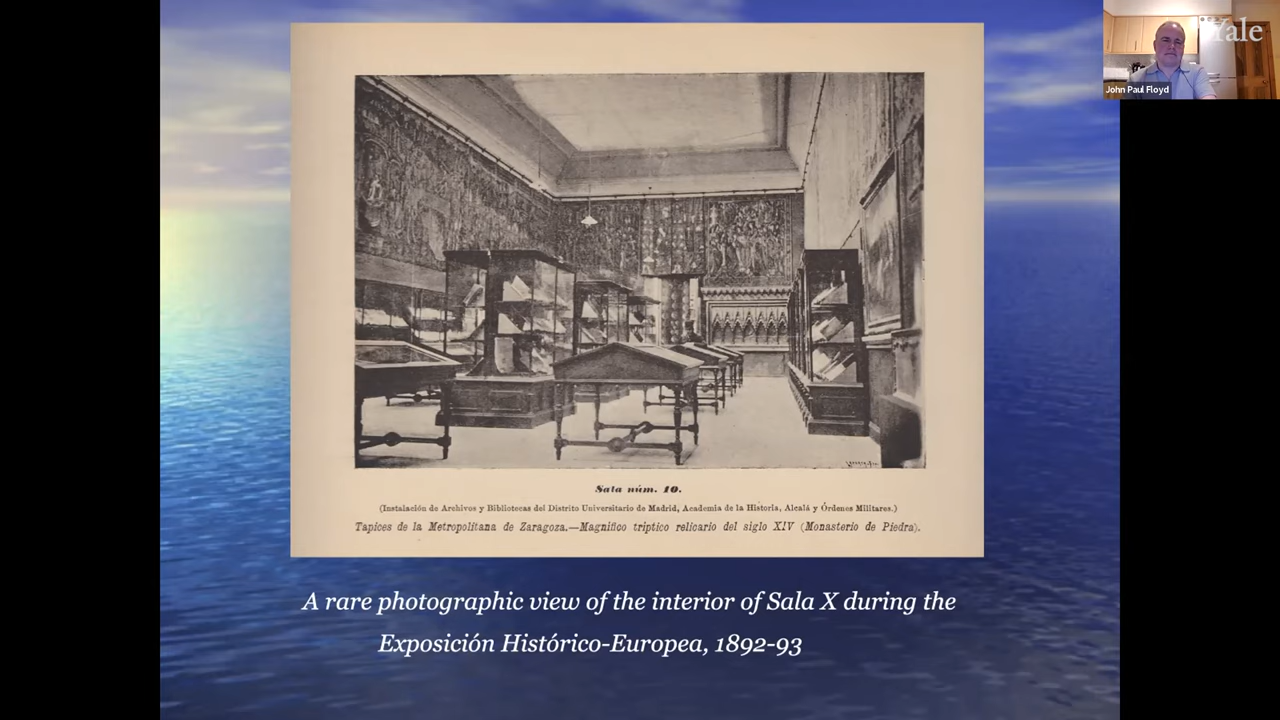 Yale
John Paul Floyd
Sala núm. 10.
(Instalación de Archivos y Bibliotecas del Distrito Universitario de Madrid, Academia de la Historia, Alcalá y Órdenes Militares.)
Tapices de la Metropolitana de Zaragoza.—Magnífico tríptico relicario del siglo XIV (Monasterio de Piedra).
A rare photographic view of the interior of Sala X during the
Exposición Histórico-Europea, 1892-93